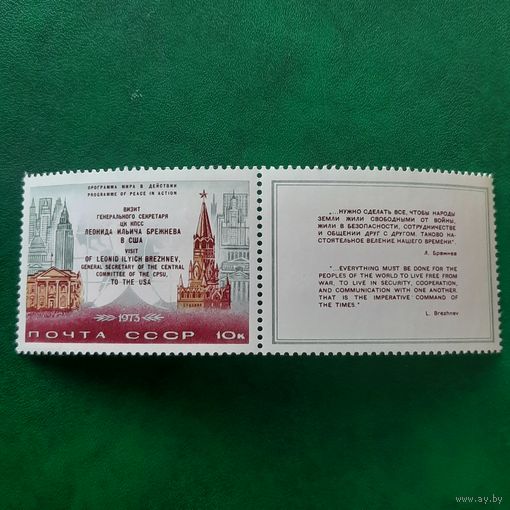 ПРОГРАММА МИРА В ДЕЙСТВИИ
PROGRAMME OF PEACE IN ACTION
ВИЗИТ
ГЕНЕРАЛЬНОГО СЕКРЕТАРЯ
ЦК КПСС
ЛЕОНИДА ИЛЬИЧА БРЕЖНЕВА
В США
VISIT
OF LEONID ILYICH BREZHNEV,
GENERAL SECRETARY OF THE CENTRAL
COMMITTEE OF THE CPSU,
TO THE USA
1973
ПОЧТА СССР 10к
"...НУЖНО СДЕЛАТЬ ВСЕ, ЧТОБЫ НАРОДЫ
ЗЕМЛИ ЖИЛИ СВОБОДНЫМИ ОТ ВОЙНЫ,
ЖИЛИ В БЕЗОПАСНОСТИ, СОТРУДНИЧЕСТВЕ
И ОБЩЕНИИ ДРУГ С ДРУГОМ. ТАКОВО НА-
СТОЯТЕЛЬНОЕ ВЕЛЕНИЕ НАШЕГО ВРЕМЕНИ".
Л. Брежнев
"...EVERYTHING MUST BE DONE FOR THE
PEOPLES OF THE WORLD TO LIVE FREE FROM
WAR, TO LIVE IN SECURITY, COOPERATION,
AND COMMUNICATION WITH ONE ANOTHER.
THAT IS THE IMPERATIVE COMMAND OF
THE TIMES."
L. Brezhnev
www.ay.by